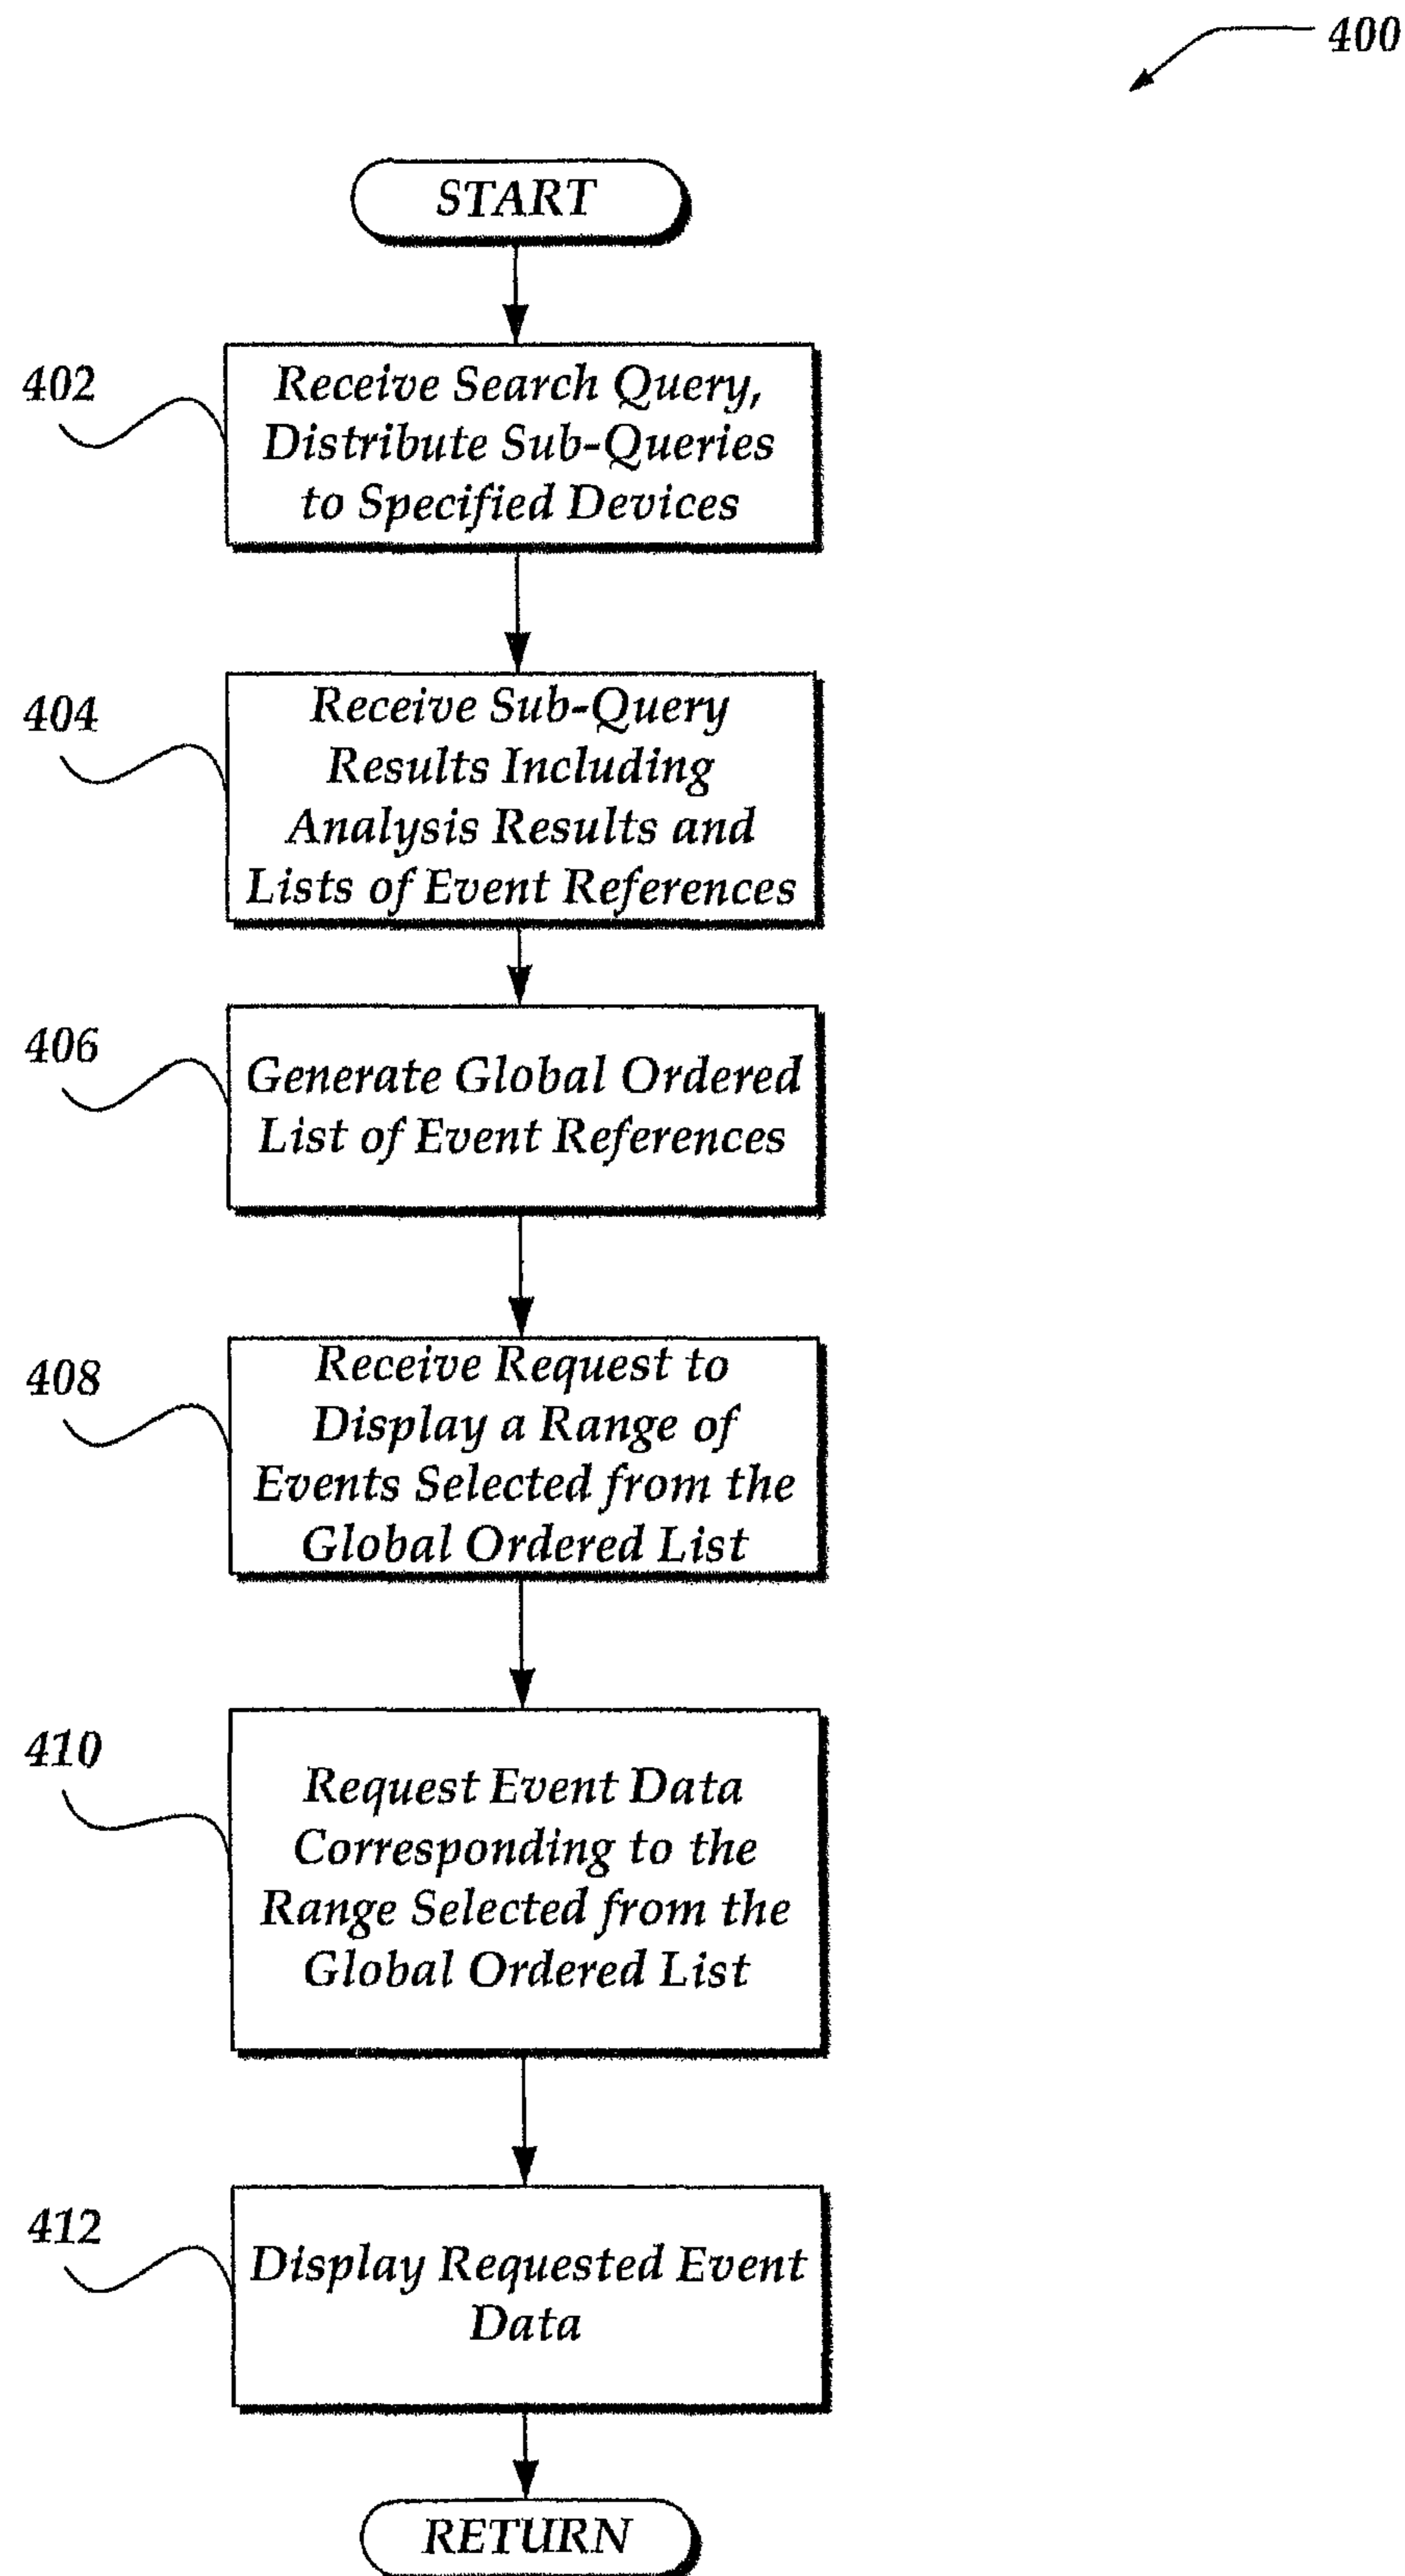 400
START
402
Receive Search Query,
Distribute Sub-Queries
to Specified Devices
404
Receive Sub-Query
Results Including
Analysis Results and
Lists of Event References
406
Generate Global Ordered
List of Event References
408
Receive Request to
Display a Range of
Events Selected from the
Global Ordered List
410
Request Event Data
Corresponding to the
Range Selected from the
Global Ordered List
412
Display Requested Event
Data
RETURN